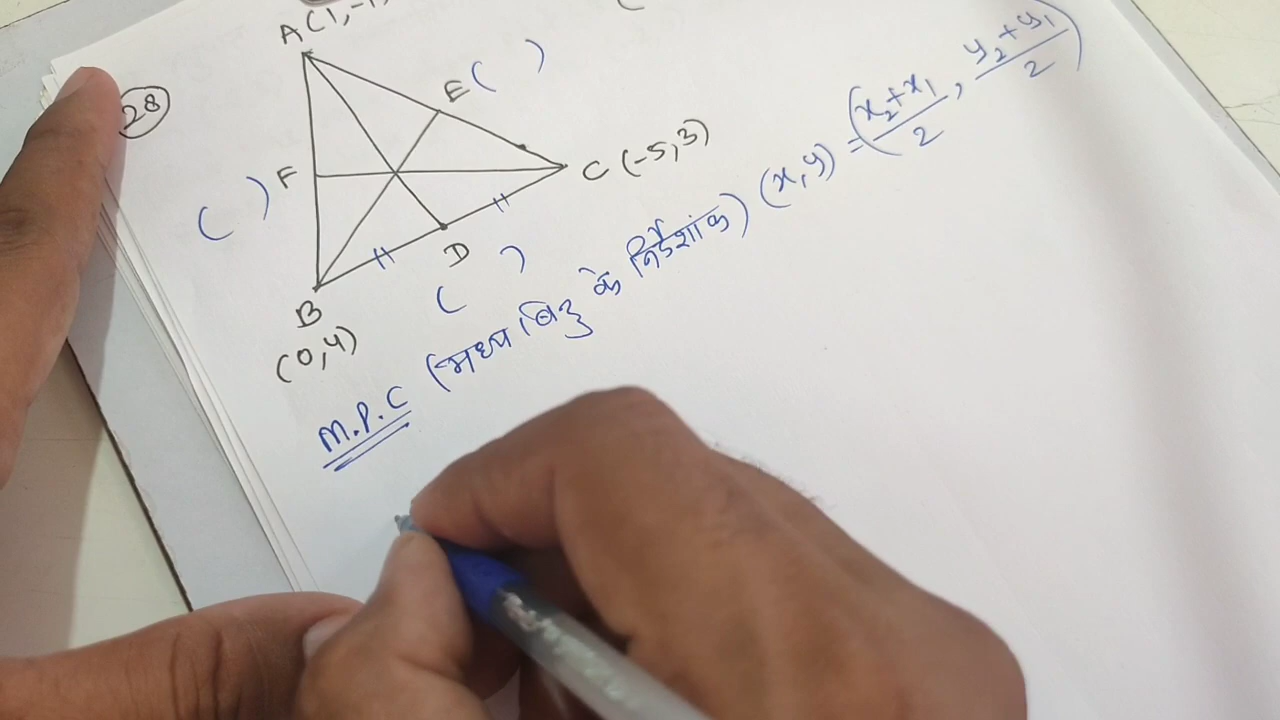 A(1,-1
28
E( )
C(-5,3)
( ) F
D
( )
B
(0,4)
M.P.C (मध्य बिंदु के निर्देशांक) (x,y) = (x₂+x₁/2, y₂+y₁/2)